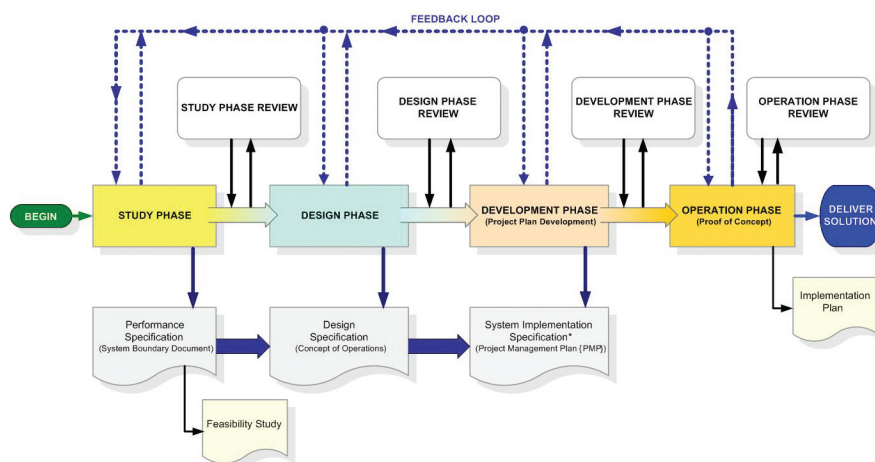 FEEDBACK LOOP
STUDY PHASE REVIEW
DESIGN PHASE
REVIEW
DEVELOPMENT PHASE
REVIEW
OPERATION PHASE
REVIEW
BEGIN
STUDY PHASE
DESIGN PHASE
DEVELOPMENT PHASE
(Project Plan Development)
OPERATION PHASE
(Proof of Concept)
DELIVER
SOLUTION
Performance
Specification
(System Boundary Document)
Design
Specification
(Concept of Operations)
System Implementation
Specification*
(Project Management Plan {PMP})
Implementation
Plan
Feasibility Study